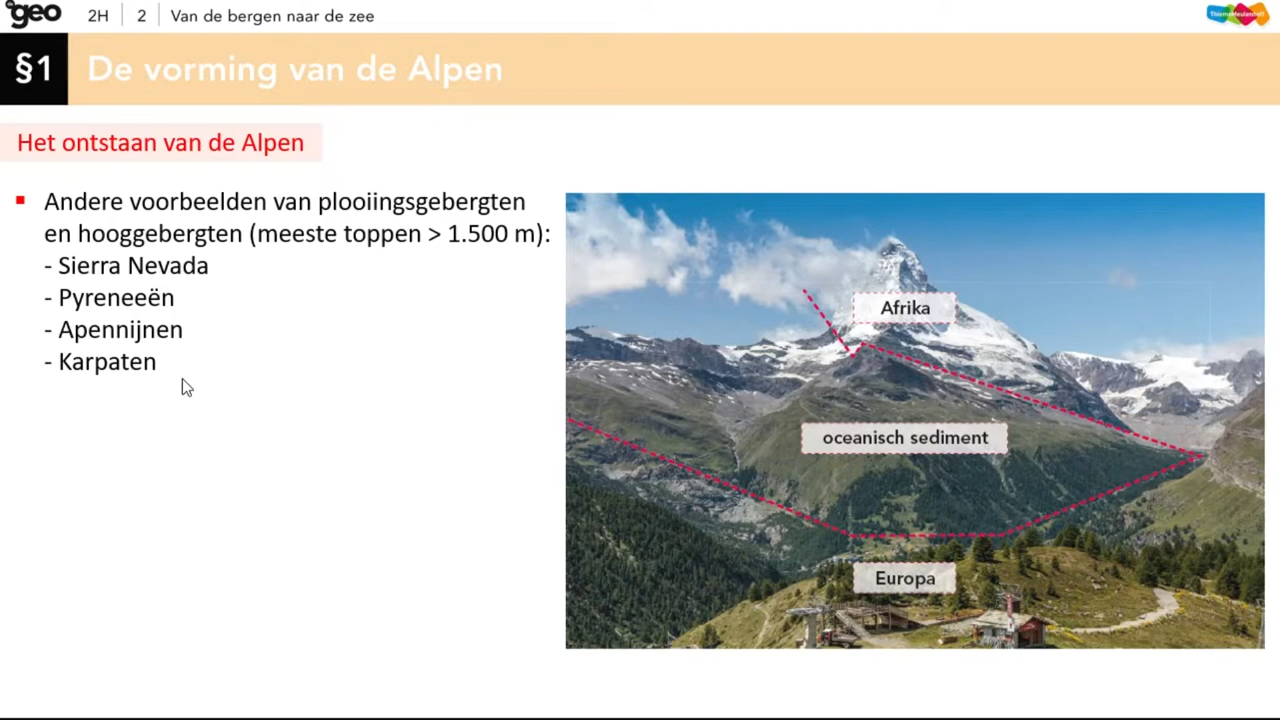 geo
2H
2
Van de bergen naar de zee
ThiemeMeulenhoff
§1
De vorming van de Alpen
Het ontstaan van de Alpen
Andere voorbeelden van plooiingsgebergten
en hooggebergten (meeste toppen > 1.500 m):
- Sierra Nevada
- Pyreneeën
- Apennijnen
- Karpaten
Afrika
oceanisch sediment
Europa